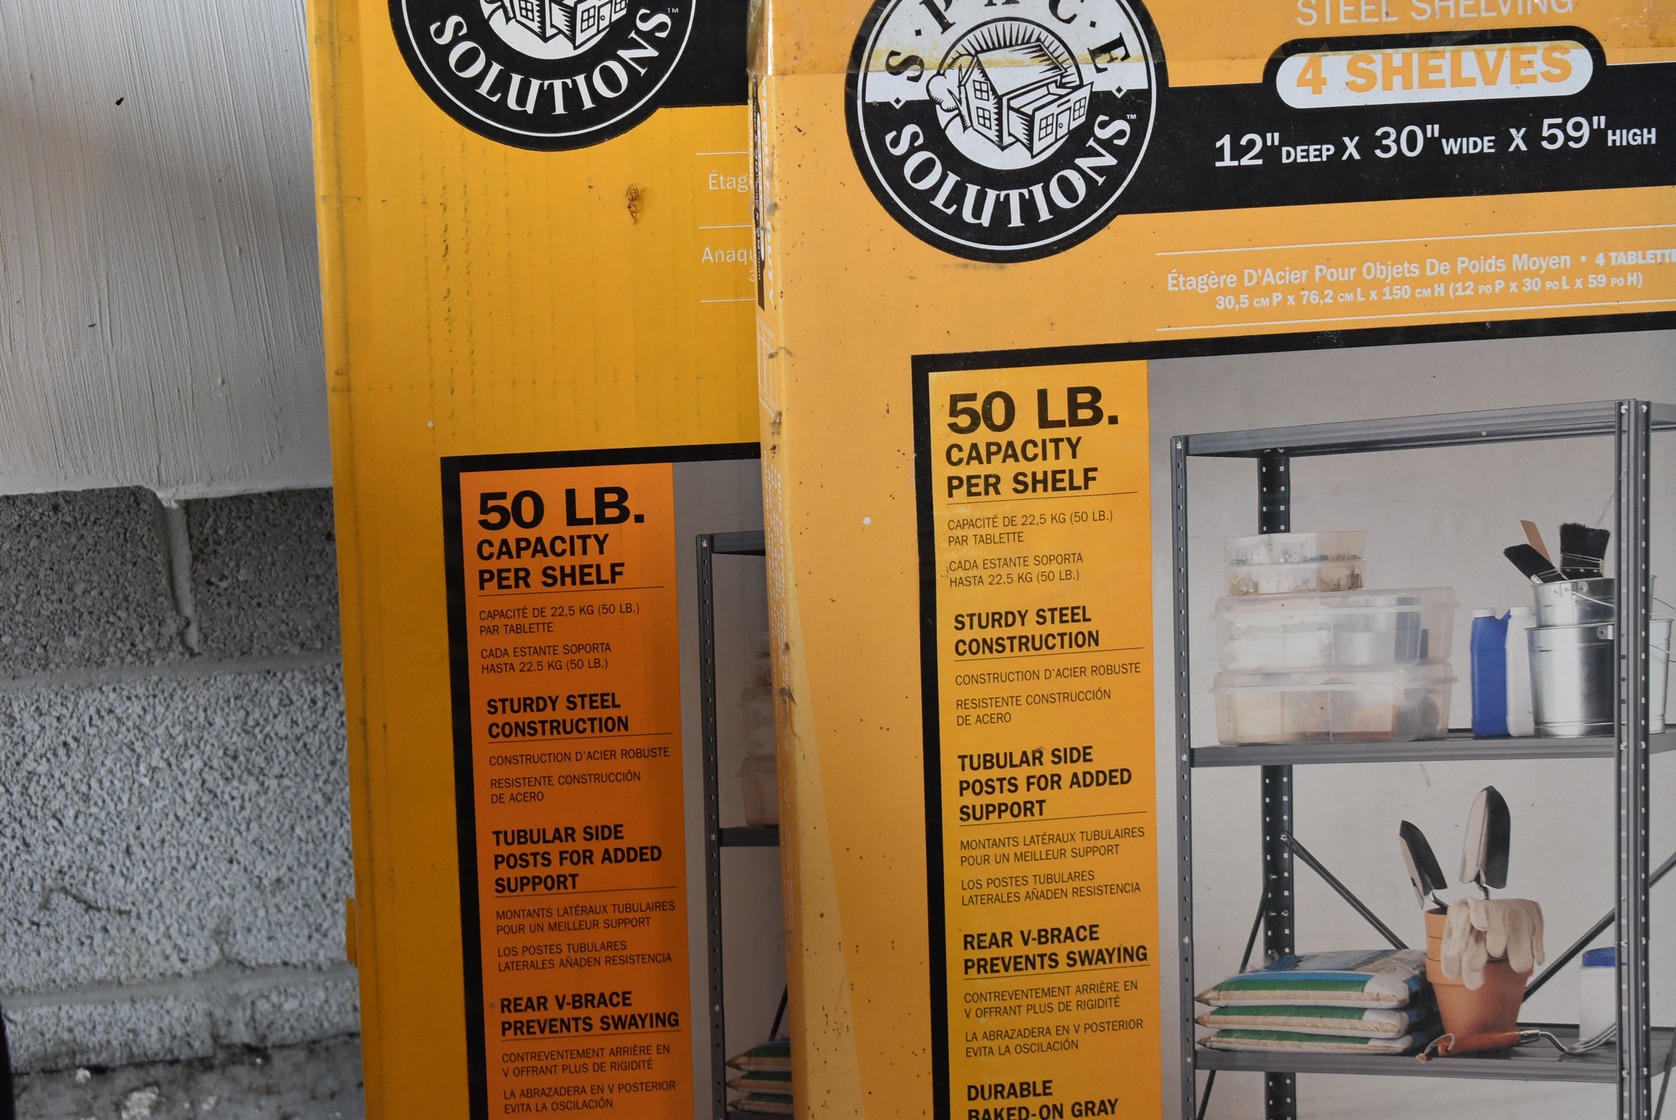 SOLUTIONS™
Étag
Anaqu
50 LB.
CAPACITY
PER SHELF
CAPACITÉ DE 22,5 KG (50 LB.)
PAR TABLETTE
CADA ESTANTE SOPORTA
HASTA 22.5 KG (50 LB.)
STURDY STEEL
CONSTRUCTION
CONSTRUCTION D'ACIER ROBUSTE
RESISTENTE CONSTRUCCIÓN
DE ACERO
TUBULAR SIDE
POSTS FOR ADDED
SUPPORT
MONTANTS LATÉRAUX TUBULAIRES
POUR UN MEILLEUR SUPPORT
LOS POSTES TUBULARES
LATERALES AÑADEN RESISTENCIA
REAR V-BRACE
PREVENTS SWAYING
CONTREVENTEMENT ARRIÈRE EN
V OFFRANT PLUS DE RIGIDITÉ
LA ABRAZADERA EN V POSTERIOR
EVITA LA OSCILACIÓN
S·P·A·C·E
SOLUTIONS™
STEEL SHELVING
4 SHELVES
12"DEEP X 30"WIDE X 59"HIGH
Étagère D'Acier Pour Objets De Poids Moyen • 4 TABLETTE
30,5 CM P x 76,2 CM L x 150 CM H (12 PO P x 30 PO L x 59 PO H)
50 LB.
CAPACITY
PER SHELF
CAPACITÉ DE 22,5 KG (50 LB.)
PAR TABLETTE
CADA ESTANTE SOPORTA
HASTA 22.5 KG (50 LB.)
STURDY STEEL
CONSTRUCTION
CONSTRUCTION D'ACIER ROBUSTE
RESISTENTE CONSTRUCCIÓN
DE ACERO
TUBULAR SIDE
POSTS FOR ADDED
SUPPORT
MONTANTS LATÉRAUX TUBULAIRES
POUR UN MEILLEUR SUPPORT
LOS POSTES TUBULARES
LATERALES AÑADEN RESISTENCIA
REAR V-BRACE
PREVENTS SWAYING
CONTREVENTEMENT ARRIÈRE EN
V OFFRANT PLUS DE RIGIDITÉ
LA ABRAZADERA EN V POSTERIOR
EVITA LA OSCILACIÓN
DURABLE
BAKED-ON GRAY